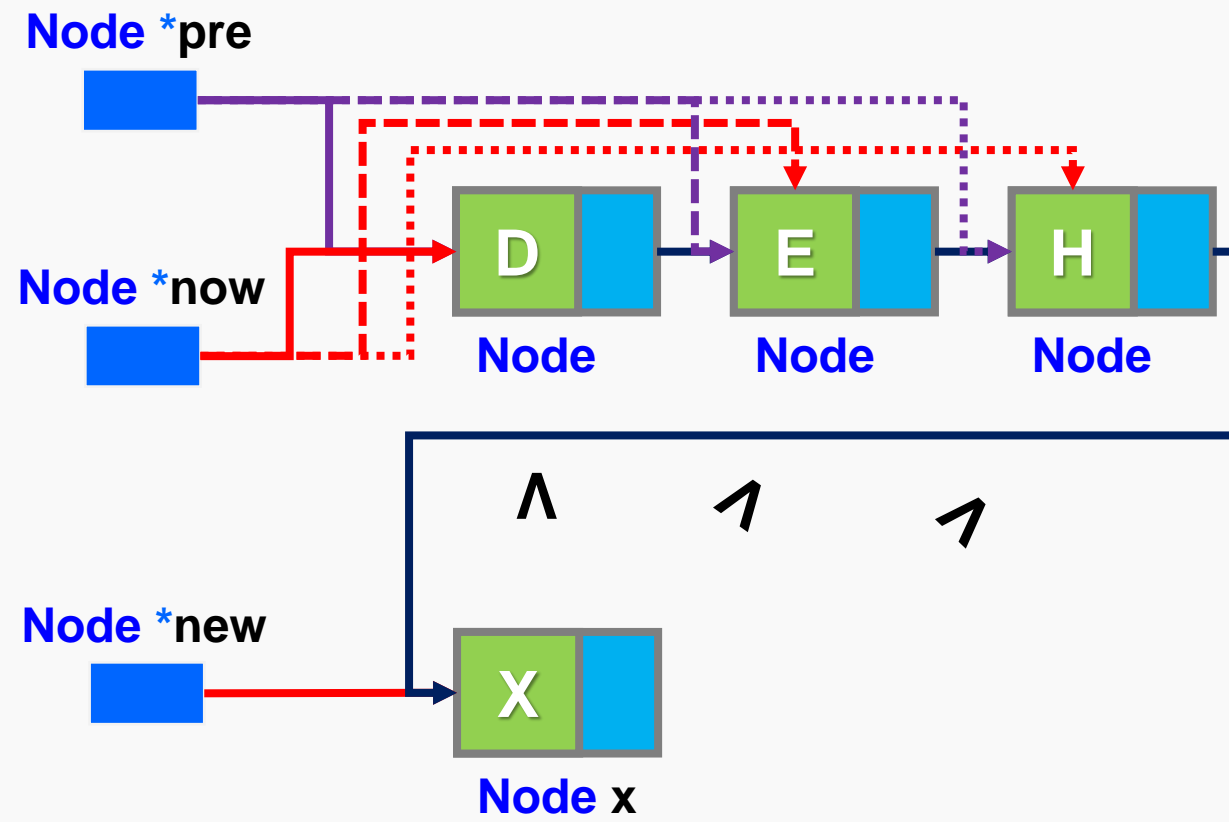 Node *pre
Node *now
D
E
H
Node
Node
Node
Λ
<
<
Node *new
X
Node x